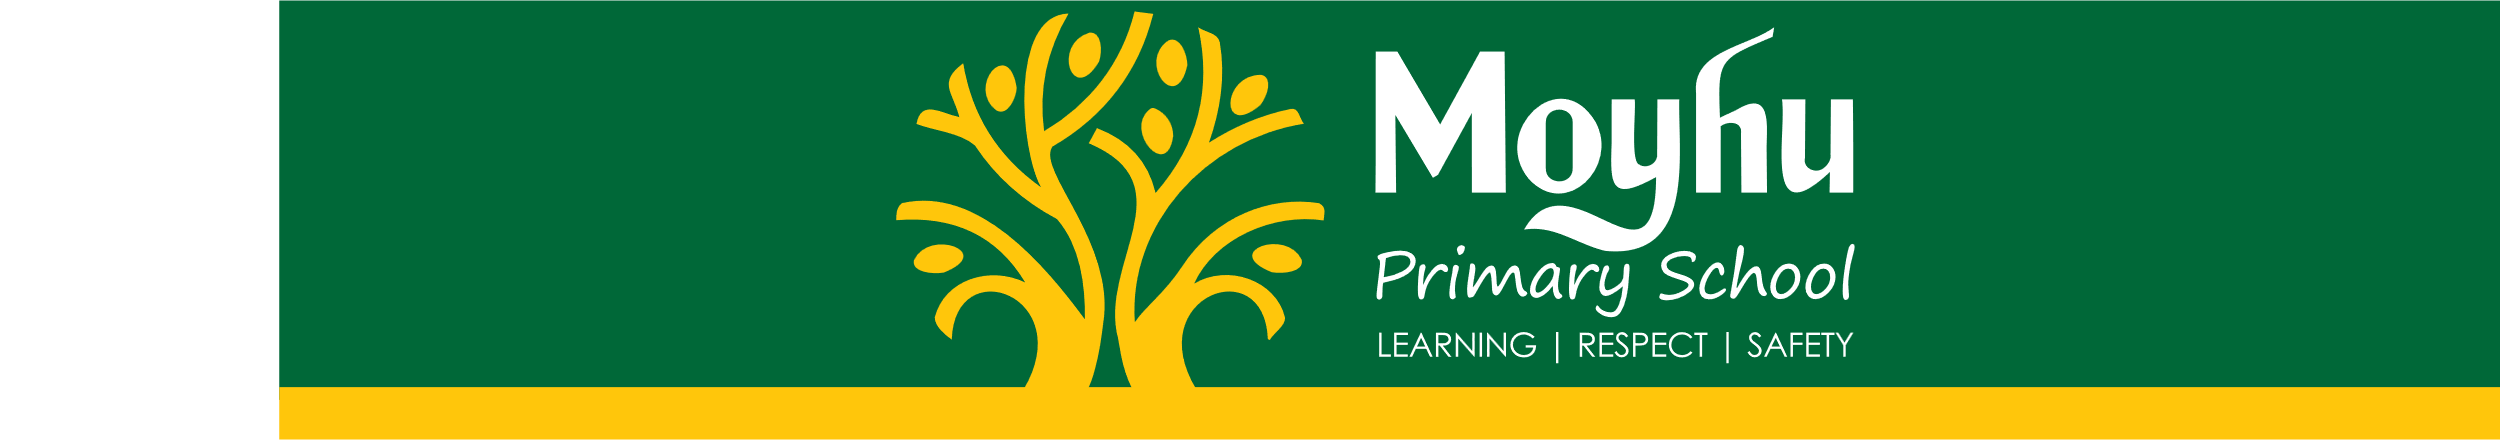 Moyhu
Primary School
LEARNING | RESPECT | SAFETY